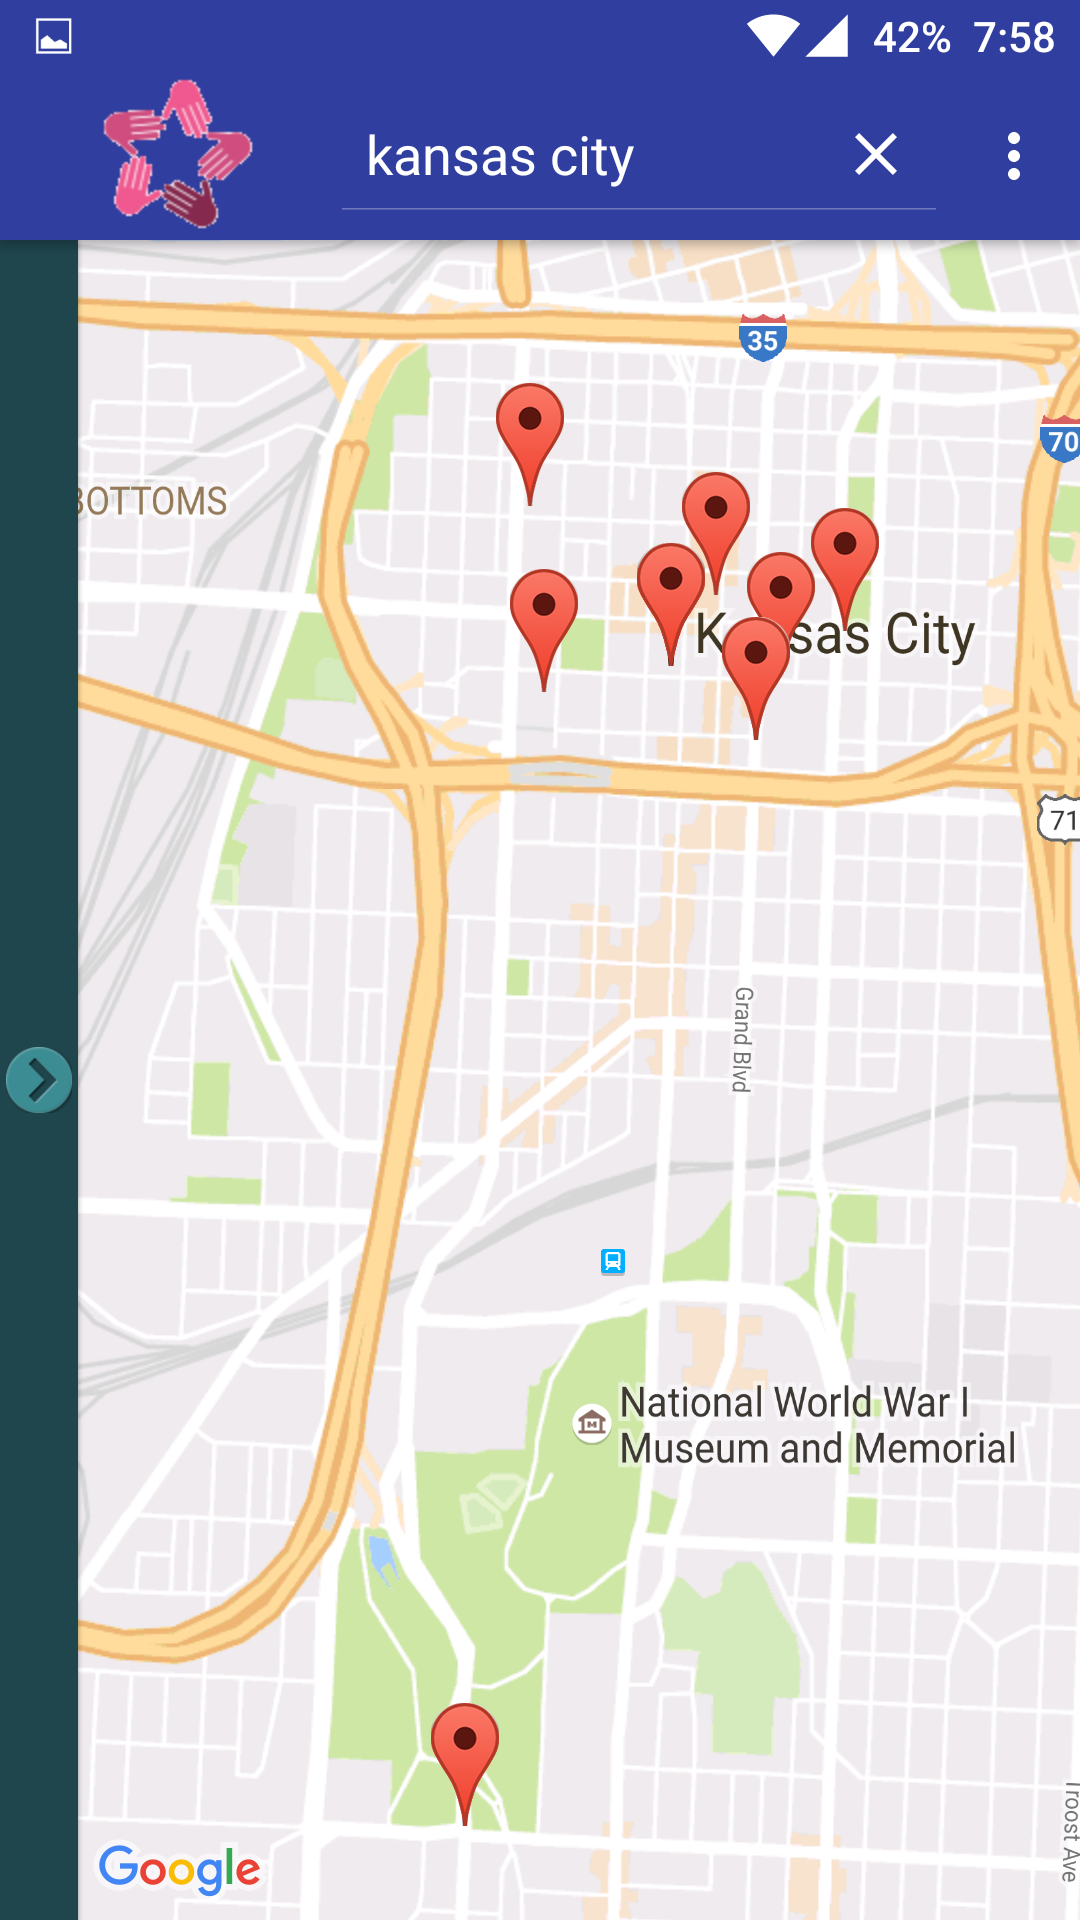 42% 7:58
kansas city
35
70
BOTTOMS
Kansas City
71
Grand Blvd
National World War I
Museum and Memorial
Troost Ave
Google